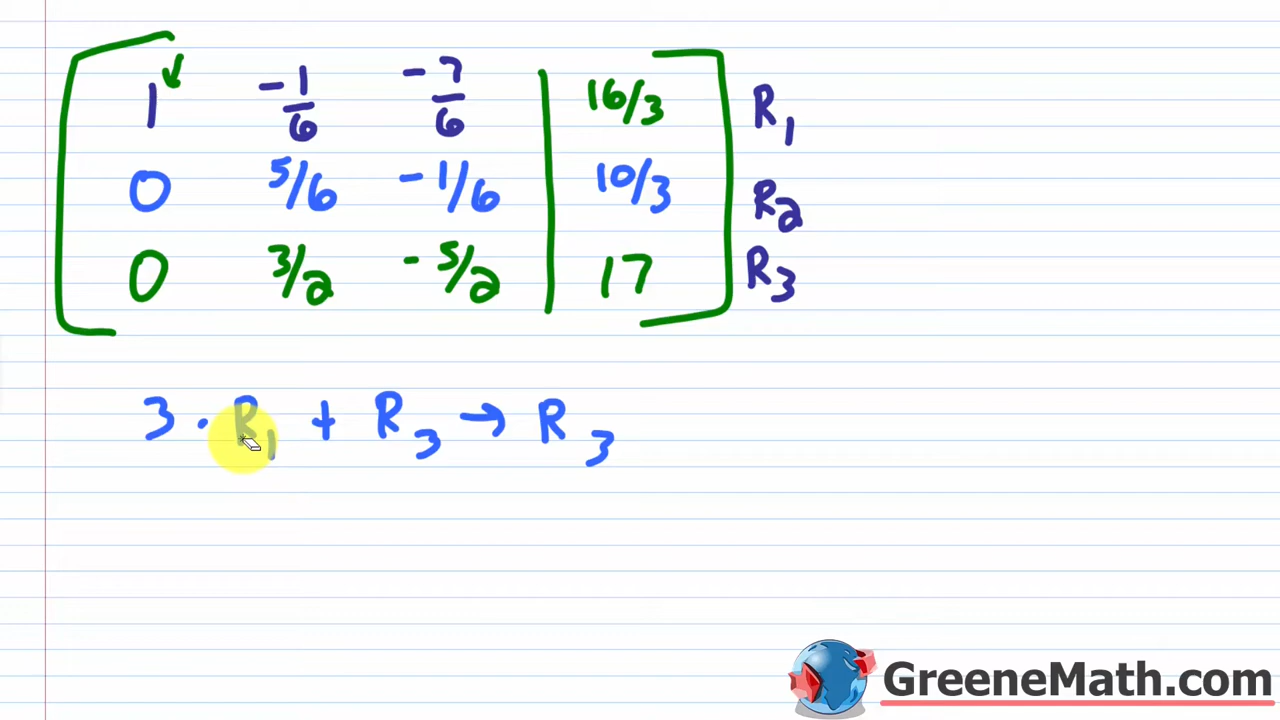 1 -1/6 -7/6 | 16/3 R1
0 5/6 -1/6 | 10/3 R2
0 3/2 -5/2 | 17 R3
3 · R1 + R3 → R3
GreeneMath.com